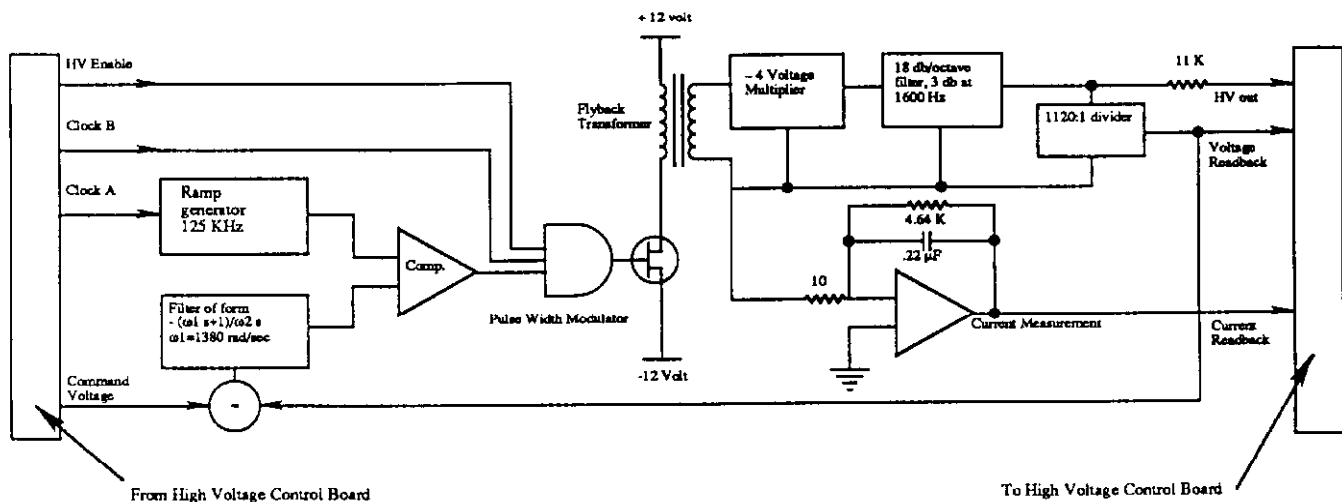 + 12 volt
HV Enable
Clock B
Clock A
Ramp
generator
125 KHz
Filter of form
- (ω1 s+1)/ω2 s
ω1=1380 rad/sec
Command
Voltage
-
Comp.
Pulse Width Modulator
Flyback
Transformer
-12 Volt
~4 Voltage
Multiplier
18 db/octave
filter, 3 db at
1600 Hz
11 K
HV out
1120:1 divider
Voltage
Readback
4.64 K
.22 µF
10
Current Measurement
Current
Readback
From High Voltage Control Board
To High Voltage Control Board